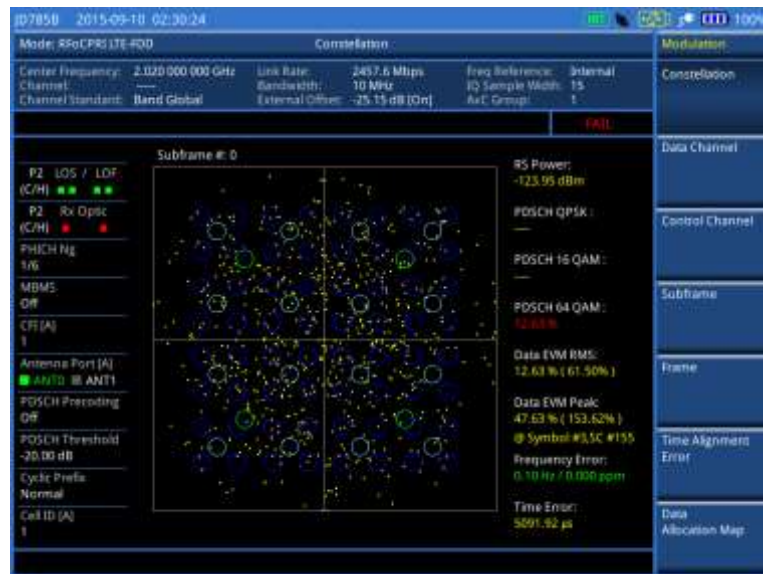 JD785B 2015-09-10 02:30:24
INT
100%
Mode: RFoCPRI LTE-FDD
Constellation
Modulation
Center Frequency: 2.020 000 000 GHz
Link Rate: 2457.6 Mbps
Freq Reference: Internal
Channel: ----
Bandwidth: 10 MHz
IQ Sample Width: 15
Channel Standard: Band Global
External Offset: -25.15 dB [On]
AxC Group: 1
FAIL
Constellation
Data Channel
Control Channel
Subframe
Frame
Time Alignment
Error
Data
Allocation Map
Subframe #: 0
P2 LOS / LOF
(C/H)
P2 Rx Optic
(C/H)
PHICH Ng
1/6
MBMS
Off
CFI [A]
1
Antenna Port [A]
ANT0 ANT1
PDSCH Precoding
Off
PDSCH Threshold
-20.00 dB
Cyclic Prefix
Normal
Cell ID [A]
1
RS Power:
-123.95 dBm
PDSCH QPSK :
----
PDSCH 16 QAM :
----
PDSCH 64 QAM :
12.63 %
Data EVM RMS:
12.63 % ( 61.50% )
Data EVM Peak:
47.63 % ( 153.62% )
@ Symbol #3,SC #155
Frequency Error:
0.10 Hz / 0.000 ppm
Time Error:
5091.92 µs